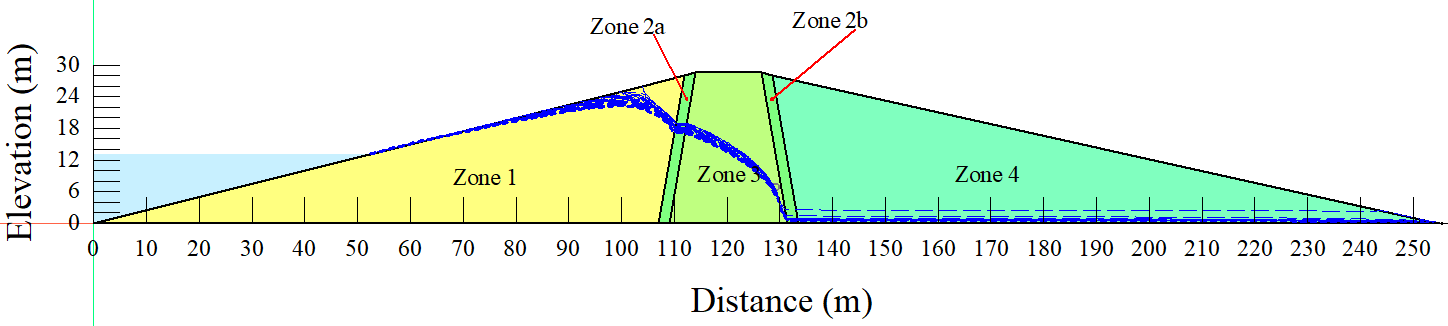 Zone 2a
Zone 2b
Elevation (m)
30
24
18
12
6
0
Zone 1
Zone 3
Zone 4
0 10 20 30 40 50 60 70 80 90 100 110 120 130 140 150 160 170 180 190 200 210 220 230 240 250
Distance (m)